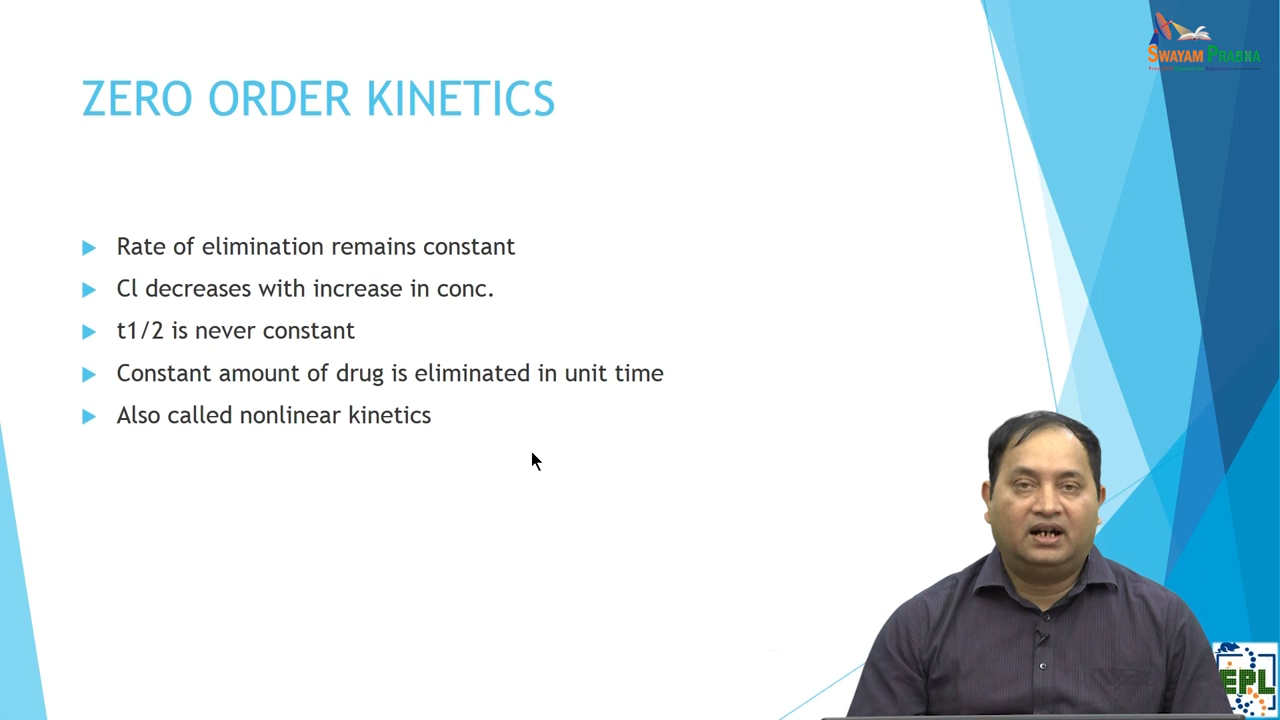 SWAYAM PRABHA
ZERO ORDER KINETICS
Rate of elimination remains constant
Cl decreases with increase in conc.
t1/2 is never constant
Constant amount of drug is eliminated in unit time
Also called nonlinear kinetics
EPL